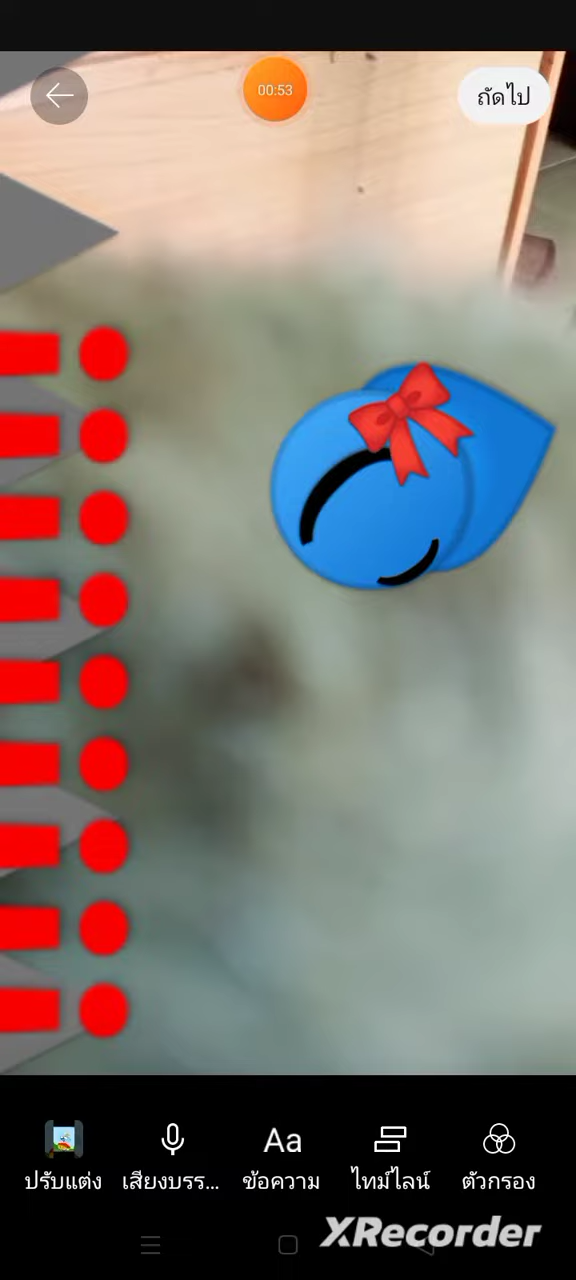 00:53
ถัดไป
ปรับแต่ง
เสียงบรร...
Aa
ข้อความ
ไทม์ไลน์
ตัวกรอง
XRecorder